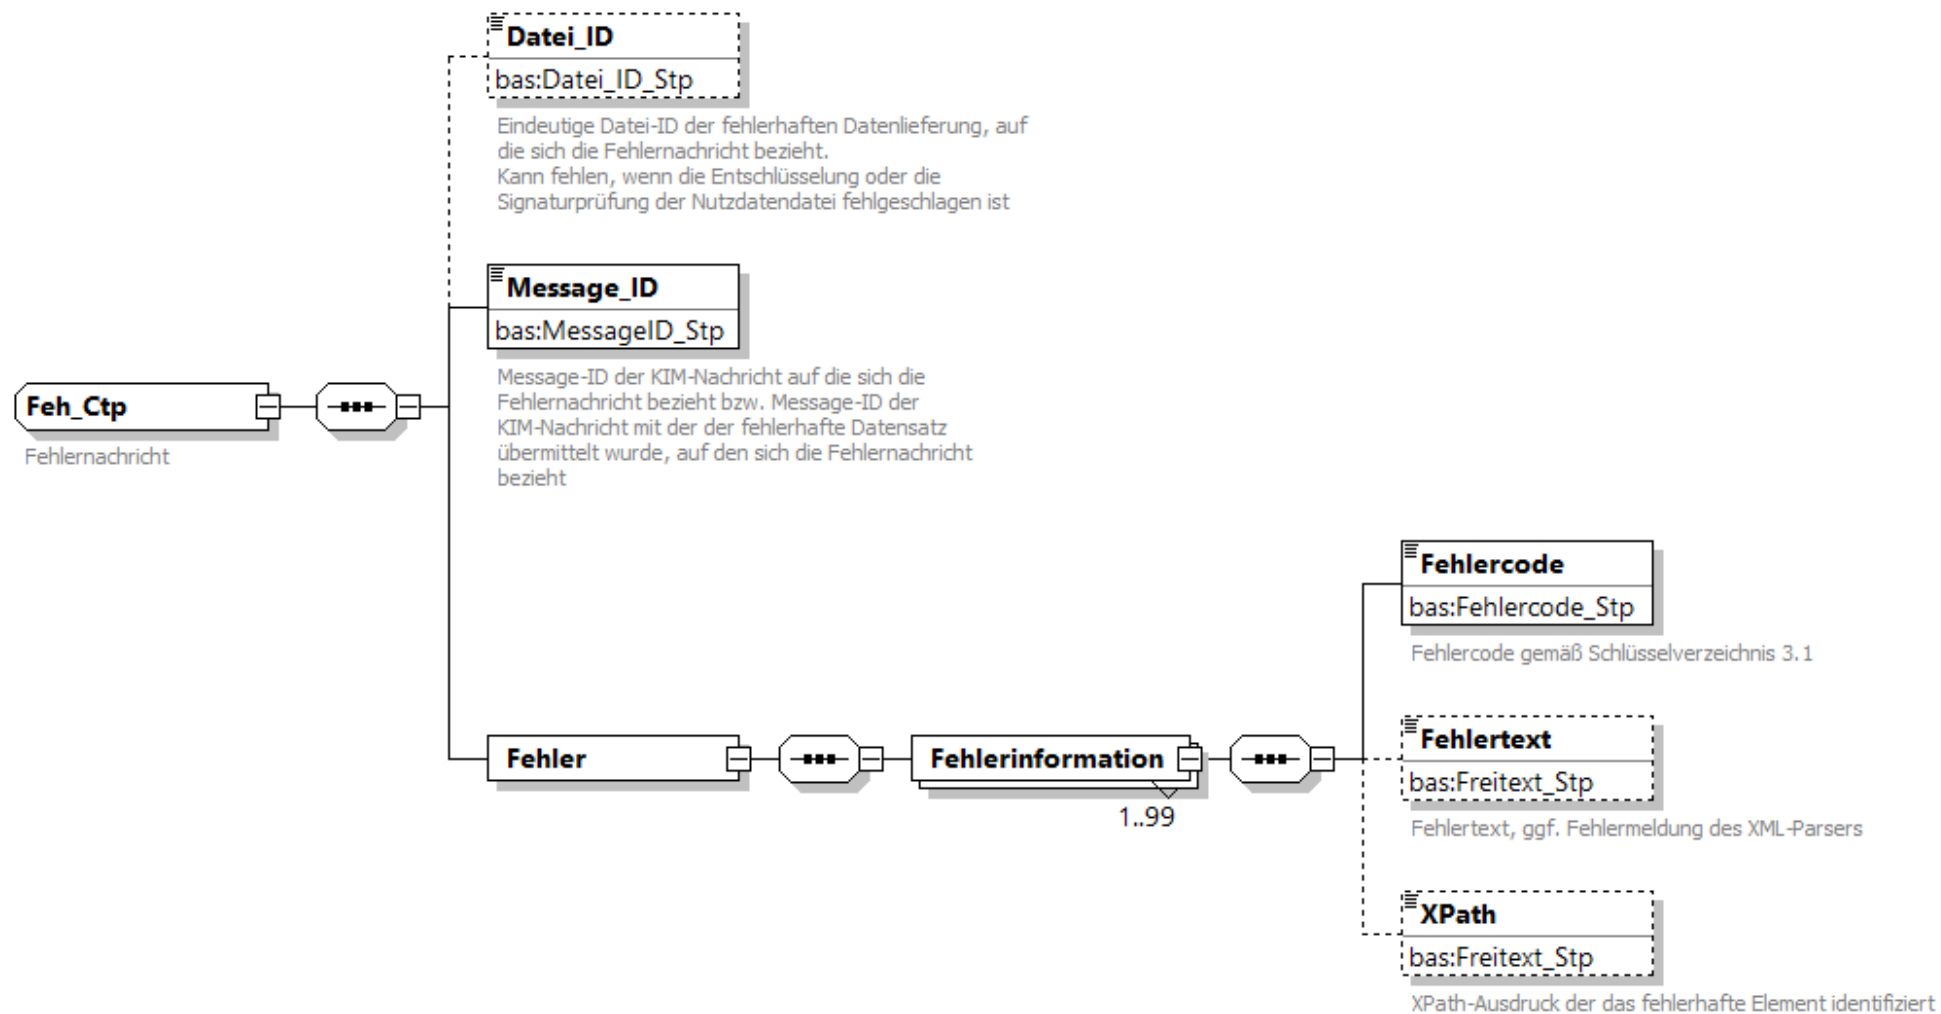 Datei_ID
bas:Datei_ID_Stp
Eindeutige Datei-ID der fehlerhaften Datenlieferung, auf
die sich die Fehlernachricht bezieht.
Kann fehlen, wenn die Entschlüsselung oder die
Signaturprüfung der Nutzdatendatei fehlgeschlagen ist
Message_ID
bas:MessageID_Stp
Message-ID der KIM-Nachricht auf die sich die
Fehlernachricht bezieht bzw. Message-ID der
KIM-Nachricht mit der der fehlerhafte Datensatz
übermittelt wurde, auf den sich die Fehlernachricht
bezieht
Feh_Ctp
Fehlernachricht
Fehler
Fehlerinformation
1..99
Fehlercode
bas:Fehlercode_Stp
Fehlercode gemäß Schlüsselverzeichnis 3.1
Fehlertext
bas:Freitext_Stp
Fehlertext, ggf. Fehlermeldung des XML-Parsers
XPath
bas:Freitext_Stp
XPath-Ausdruck der das fehlerhafte Element identifiziert